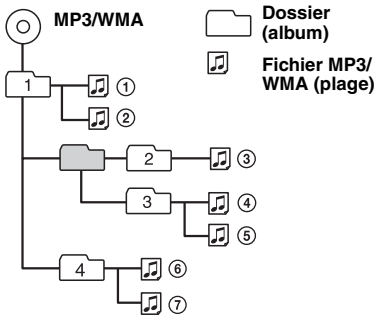 MP3/WMA
Dossier
(album)
Fichier MP3/
WMA (plage)
1
①
②
2
③
3
④
⑤
4
⑥
⑦